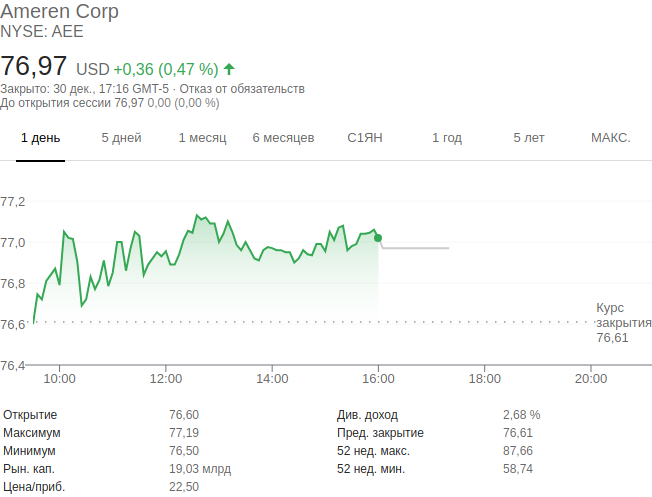 Ameren Corp
NYSE: AEE
76,97 USD +0,36 (0,47 %)
Закрыто: 30 дек., 17:16 GMT-5 · Отказ от обязательств
До открытия сессии 76,97 0,00 (0,00 %)
1 день 5 дней 1 месяц 6 месяцев С1ЯН 1 год 5 лет МАКС.
77,2
77,0
76,8
76,6
76,4
Курс
закрытия
76,61
10:00 12:00 14:00 16:00 18:00 20:00
Открытие 76,60 Див. доход 2,68 %
Максимум 77,19 Пред. закрытие 76,61
Минимум 76,50 52 нед. макс. 87,66
Рын. кап. 19,03 млрд 52 нед. мин. 58,74
Цена/приб. 22,50